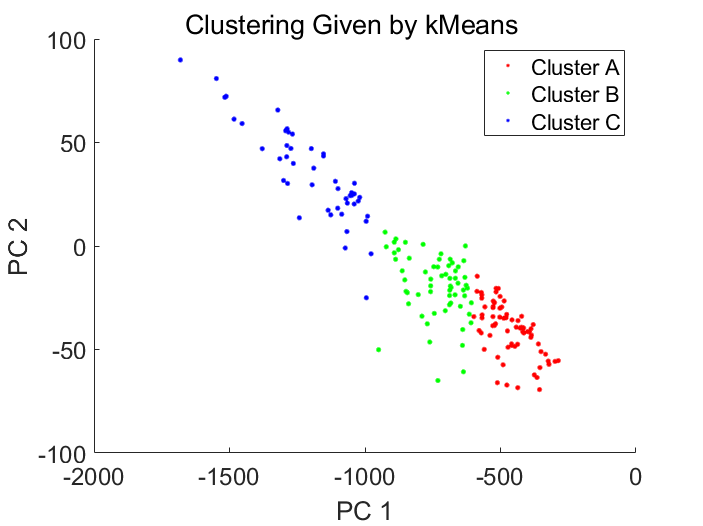 Clustering Given by kMeans
100
50
0
-50
-100
PC 2
Cluster A
Cluster B
Cluster C
-2000 -1500 -1000 -500 0
PC 1